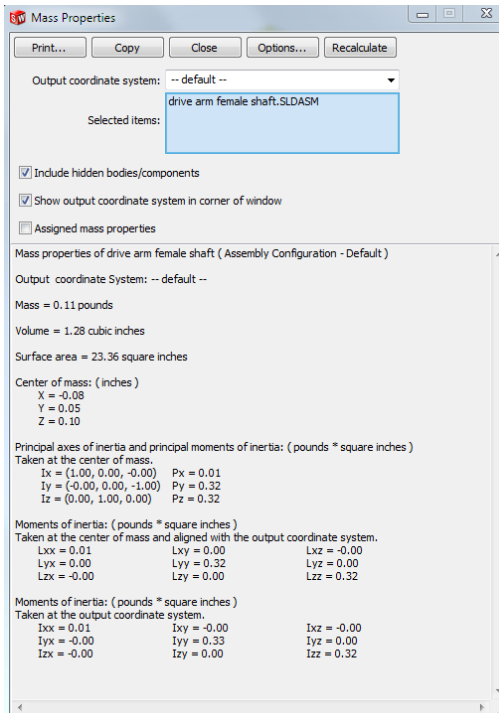 SW Mass Properties
Print... Copy Close Options... Recalculate
Output coordinate system: -- default --
drive arm female shaft.SLDASM
Selected items:
Include hidden bodies/components
Show output coordinate system in corner of window
Assigned mass properties
Mass properties of drive arm female shaft ( Assembly Configuration - Default )
Output coordinate System: -- default --
Mass = 0.11 pounds
Volume = 1.28 cubic inches
Surface area = 23.36 square inches
Center of mass: ( inches )
X = -0.08
Y = 0.05
Z = 0.10
Principal axes of inertia and principal moments of inertia: ( pounds * square inches )
Taken at the center of mass.
Ix = (1.00, 0.00, -0.00) Px = 0.01
Iy = (-0.00, 0.00, -1.00) Py = 0.32
Iz = (0.00, 1.00, 0.00) Pz = 0.32
Moments of inertia: ( pounds * square inches )
Taken at the center of mass and aligned with the output coordinate system.
Lxx = 0.01 Lxy = 0.00 Lxz = -0.00
Lyx = 0.00 Lyy = 0.32 Lyz = 0.00
Lzx = -0.00 Lzy = 0.00 Lzz = 0.32
Moments of inertia: ( pounds * square inches )
Taken at the output coordinate system.
Ixx = 0.01 Ixy = -0.00 Ixz = -0.00
Iyx = -0.00 Iyy = 0.33 Iyz = 0.00
Izx = -0.00 Izy = 0.00 Izz = 0.32